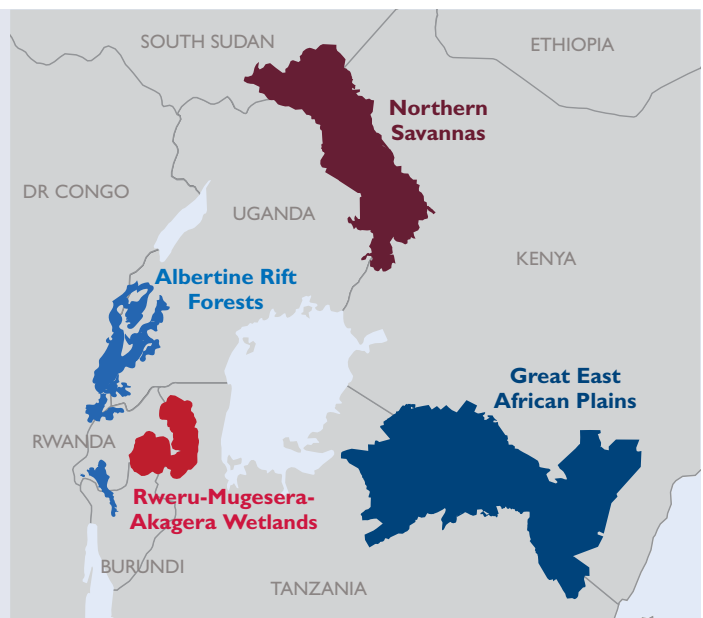 SOUTH SUDAN
ETHIOPIA
Northern
Savannas
DR CONGO
UGANDA
KENYA
Albertine Rift
Forests
Great East
African Plains
RWANDA
Rweru-Mugesera-
Akagera Wetlands
BURUNDI
TANZANIA